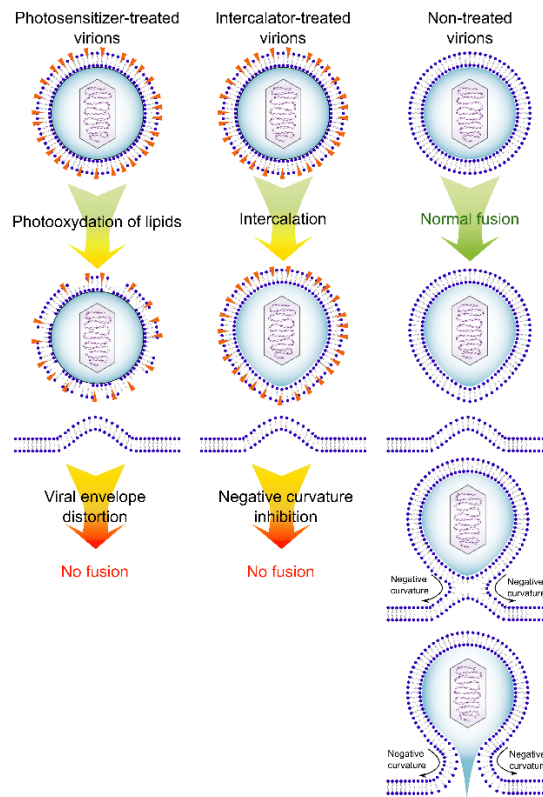 Photosensitizer-treated
virions
Intercalator-treated
virions
Non-treated
virions
Photooxydation of lipids
Intercalation
Normal fusion
Viral envelope
distortion
Negative curvature
inhibition
No fusion
No fusion
Negative
curvature
Negative
curvature
Negative
curvature
Negative
curvature